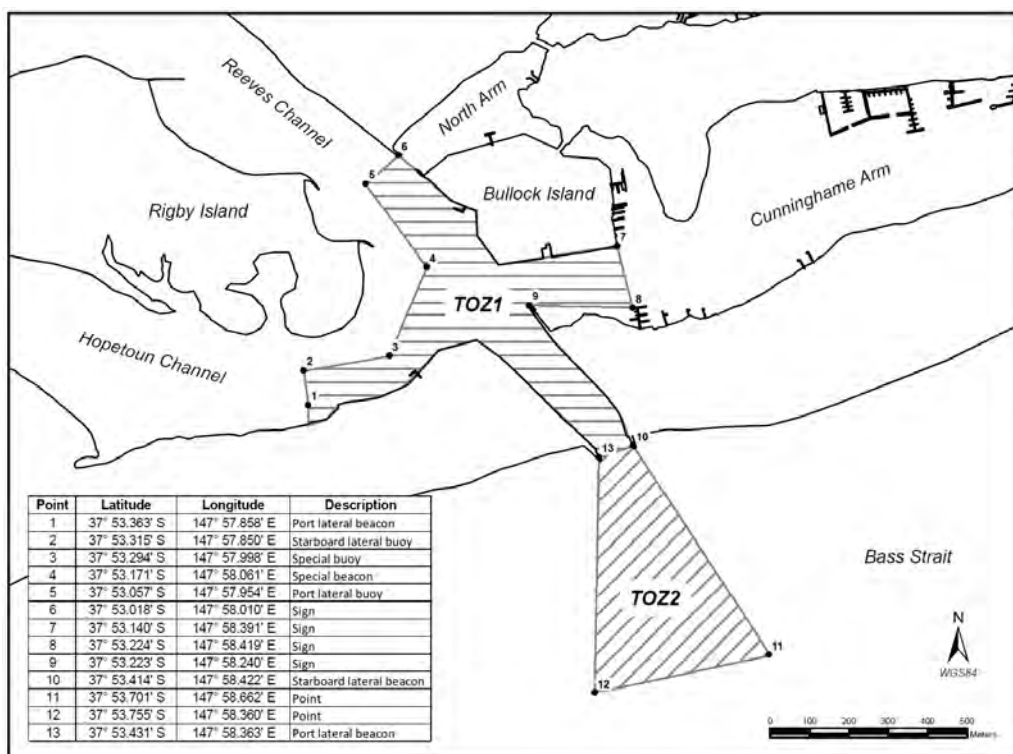 Reeves Channel
North Arm
6
5
Bullock Island
Cunninghame Arm
Rigby Island
7
4
TOZ1
9
8
Hopetoun Channel
3
2
1
10
13
Point Latitude Longitude Description
1 37° 53.363' S 147° 57.858' E Port lateral beacon
2 37° 53.315' S 147° 57.850' E Starboard lateral buoy
3 37° 53.294' S 147° 57.998' E Special buoy
4 37° 53.171' S 147° 58.061' E Special beacon
5 37° 53.057' S 147° 57.954' E Port lateral buoy
6 37° 53.018' S 147° 58.010' E Sign
7 37° 53.140' S 147° 58.391' E Sign
8 37° 53.224' S 147° 58.419' E Sign
9 37° 53.223' S 147° 58.240' E Sign
10 37° 53.414' S 147° 58.422' E Starboard lateral beacon
11 37° 53.701' S 147° 58.662' E Point
12 37° 53.755' S 147° 58.360' E Point
13 37° 53.431' S 147° 58.363' E Port lateral beacon
Bass Strait
TOZ2
11
12
N
WGS84
0 100 200 300 400 500
Meters